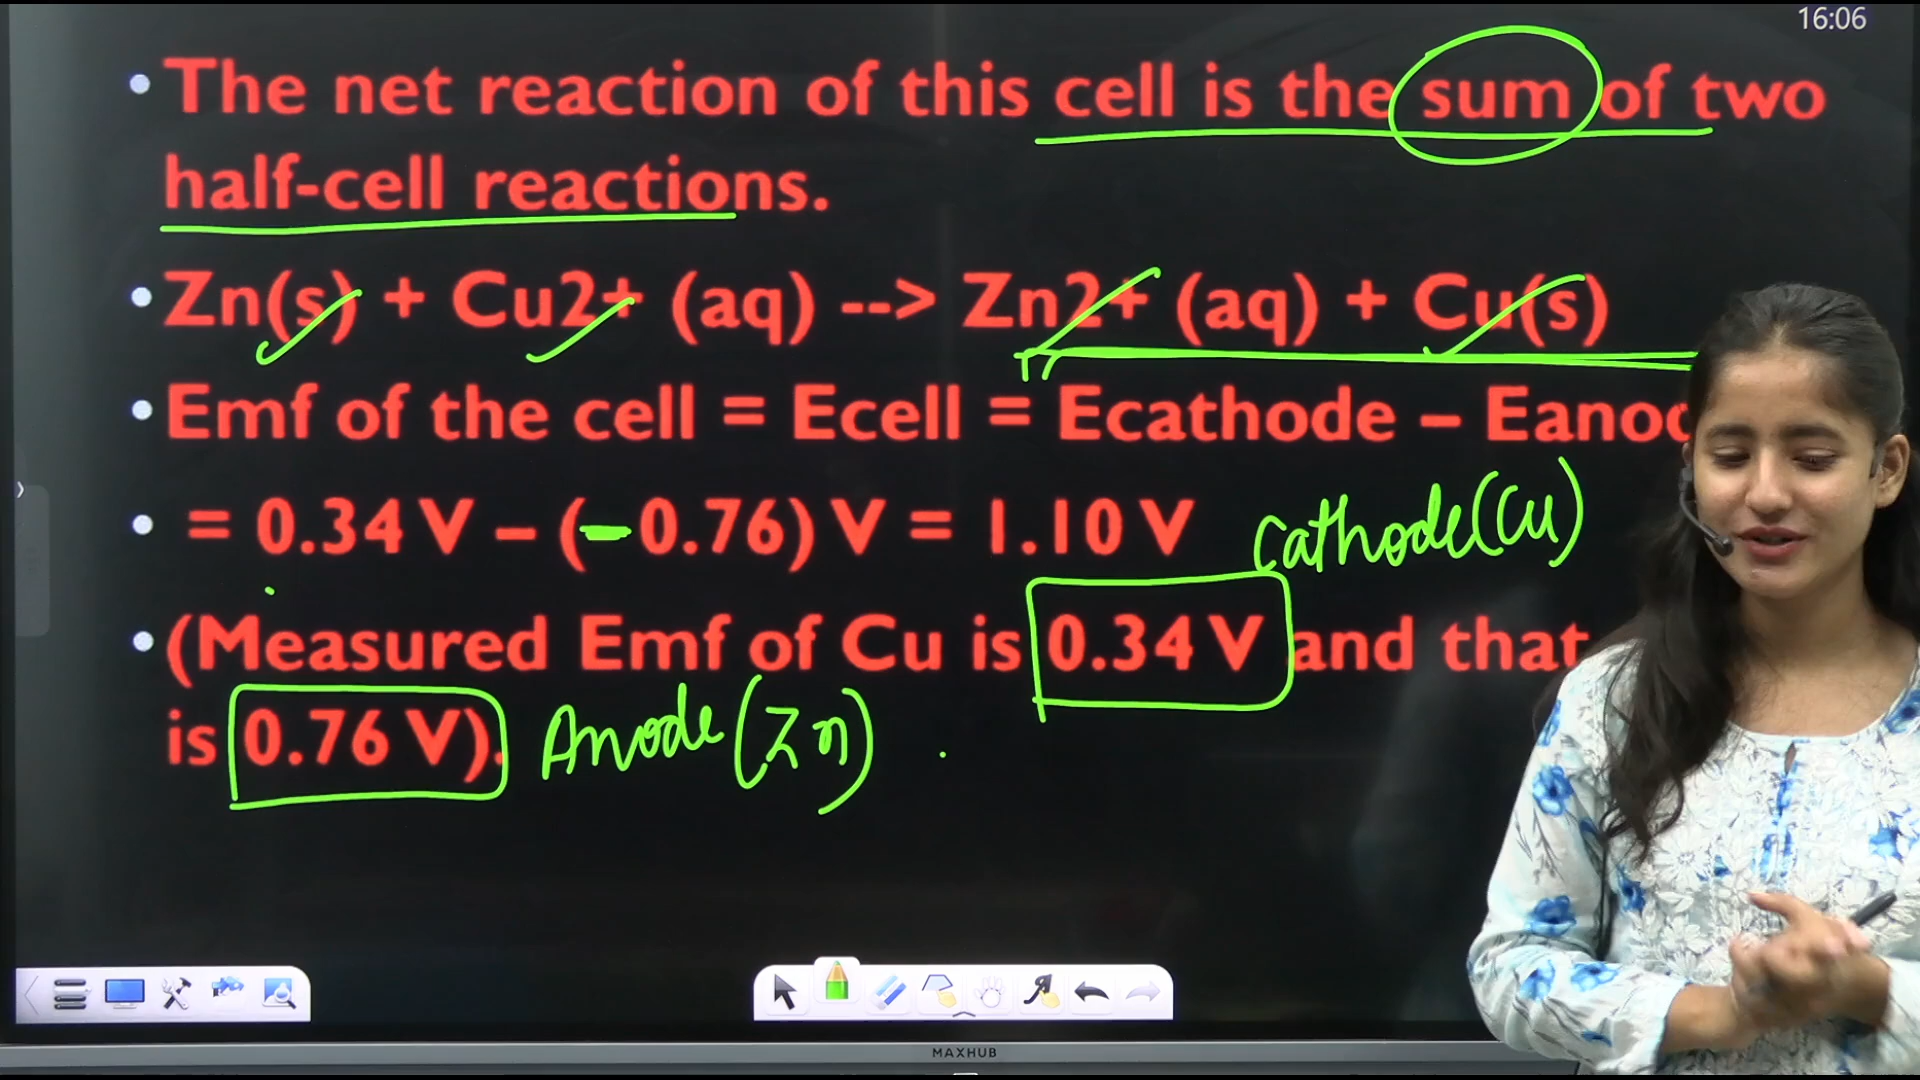 16:06
• The net reaction of this cell is the sum of two
half-cell reactions.
• Zn(s) + Cu2+ (aq) --> Zn2+ (aq) + Cu(s)
• Emf of the cell = Ecell = Ecathode – Eanod
• = 0.34 V – (-0.76) V = 1.10 V
cathode(Cu)
• (Measured Emf of Cu is 0.34 V and that
is 0.76 V).
Anode(Zn)
MAXHUB